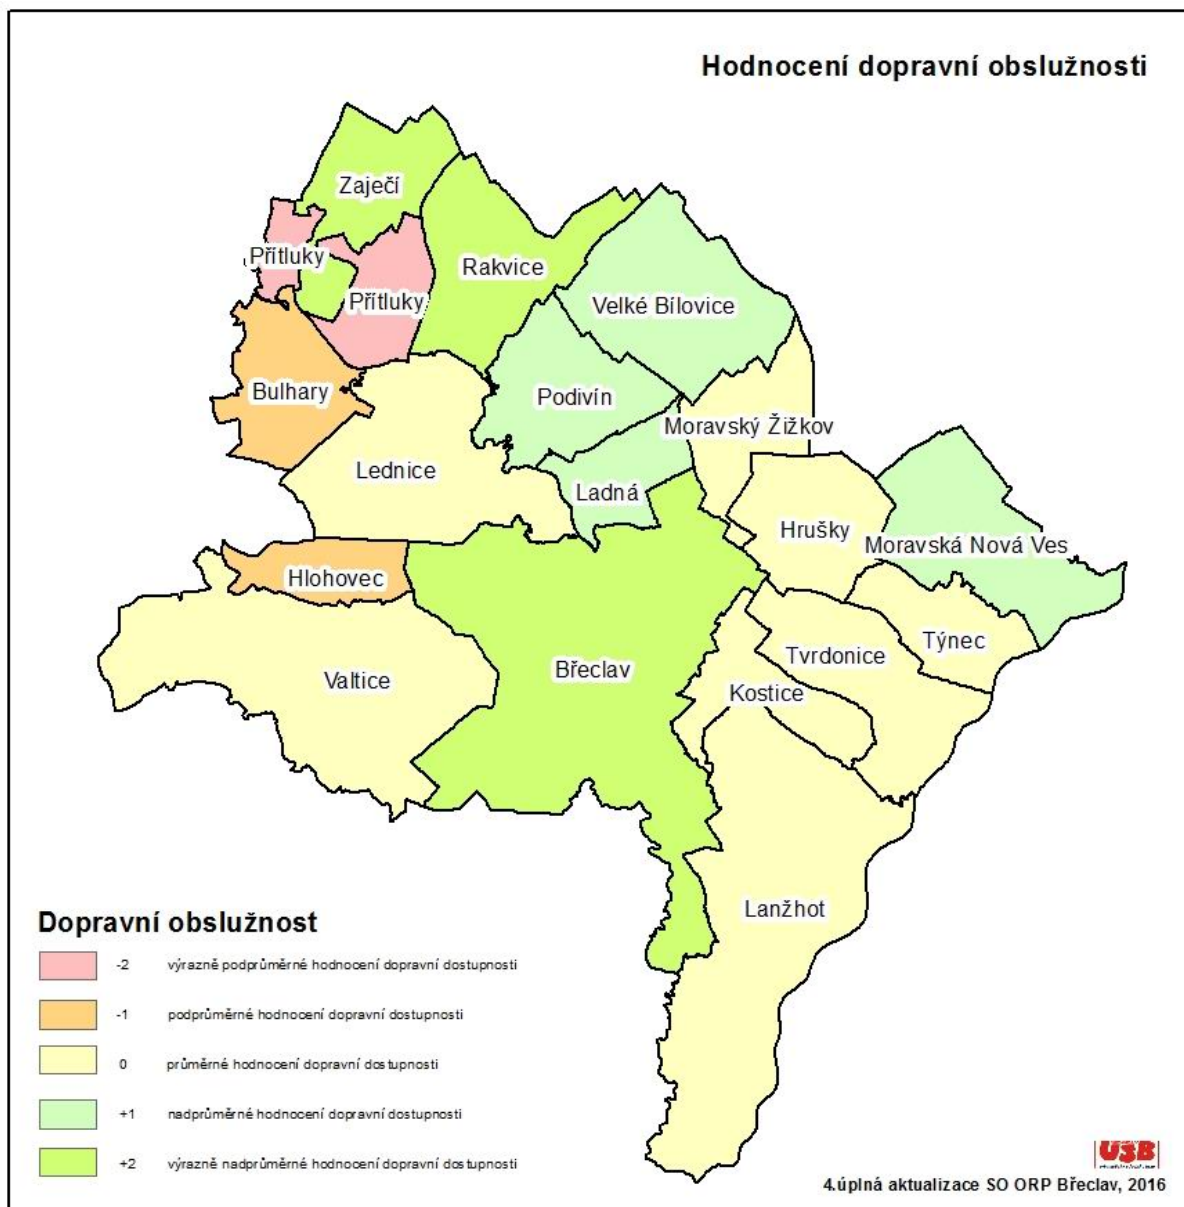 Hodnocení dopravní obslužnosti
Zaječí
Přítluky
Rakvice
Přítluky
Velké Bílovice
Bulhary
Podivín
Moravský Žižkov
Lednice
Ladná
Hrušky
Moravská Nová Ves
Hlohovec
Týnec
Tvrdonice
Břeclav
Valtice
Kostice
Lanžhot
Dopravní obslužnost
-2 výrazně podprůměrné hodnocení dopravní dostupnosti
-1 podprůměrné hodnocení dopravní dostupnosti
0 průměrné hodnocení dopravní dostupnosti
+1 nadprůměrné hodnocení dopravní dostupnosti
+2 výrazně nadprůměrné hodnocení dopravní dostupnosti
4.úplná aktualizace SO ORP Břeclav, 2016